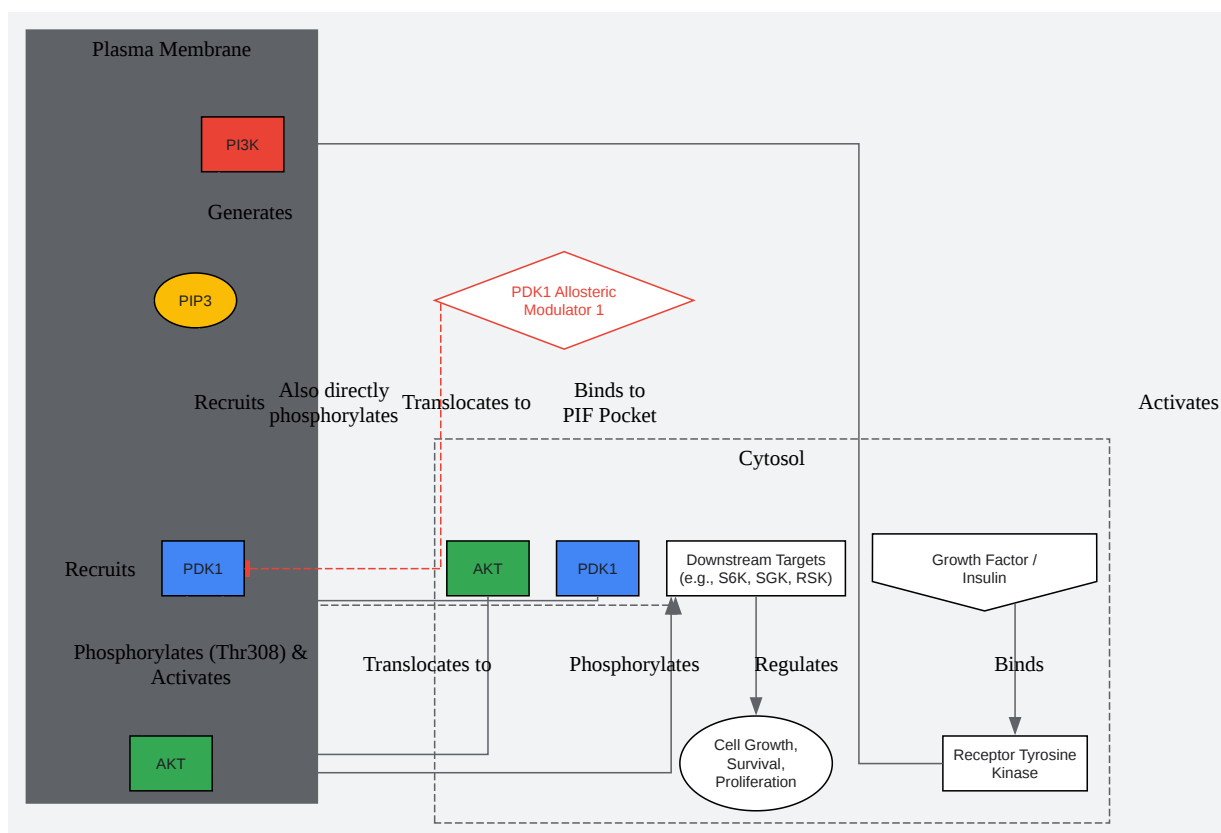 Plasma Membrane
PI3K
Generates
PIP3
PDK1 Allosteric
Modulator 1
Recruits
Also directly
phosphorylates
Translocates to
Binds to
PIF Pocket
Activates
Cytosol
Recruits
PDK1
AKT
PDK1
Downstream Targets
(e.g., S6K, SGK, RSK)
Growth Factor /
Insulin
Phosphorylates (Thr308) &
Activates
Translocates to
Phosphorylates
Regulates
Binds
AKT
Cell Growth,
Survival,
Proliferation
Receptor Tyrosine
Kinase